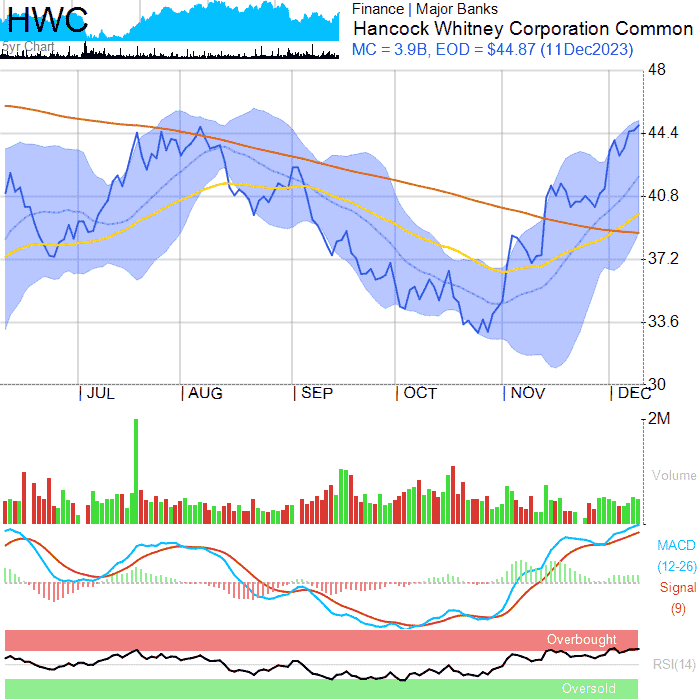 HWC
5yr Chart
Finance | Major Banks
Hancock Whitney Corporation Common
MC = 3.9B, EOD = $44.87 (11Dec2023)
48
44.4
40.8
37.2
33.6
30
| JUL
| AUG
| SEP
| OCT
| NOV
| DEC
2M
Volume
MACD
(12-26)
Signal
(9)
Overbought
RSI(14)
Oversold